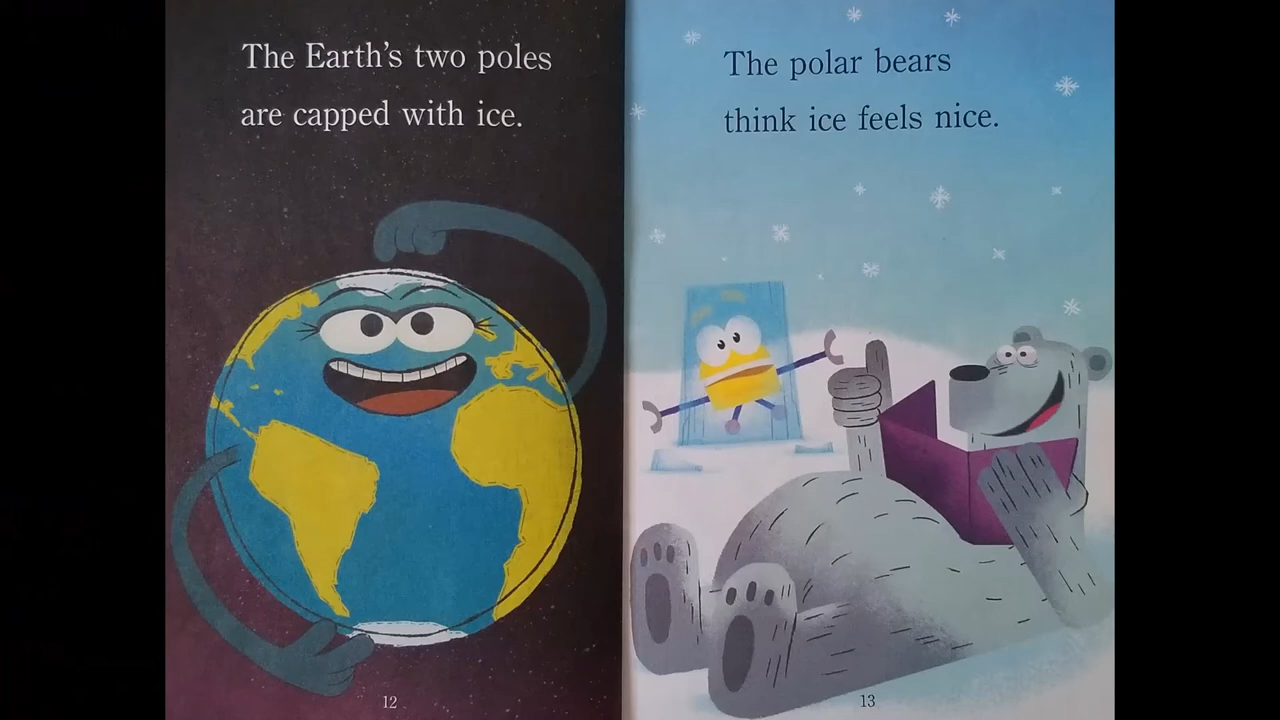 The Earth's two poles
are capped with ice.
12
The polar bears
think ice feels nice.
13